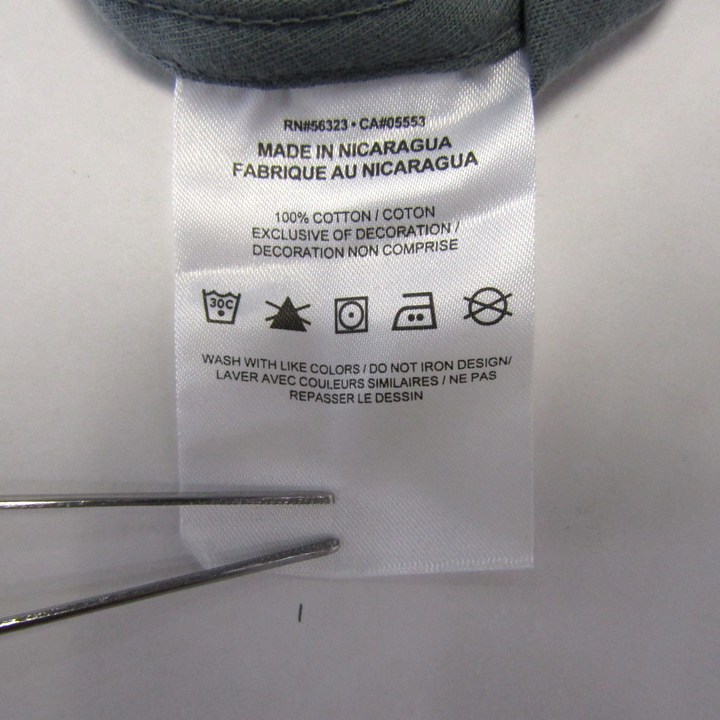 RN#56323 • CA#05553
MADE IN NICARAGUA
FABRIQUE AU NICARAGUA
100% COTTON / COTON
EXCLUSIVE OF DECORATION /
DECORATION NON COMPRISE
30C
WASH WITH LIKE COLORS / DO NOT IRON DESIGN/
LAVER AVEC COULEURS SIMILAIRES / NE PAS
REPASSER LE DESSIN